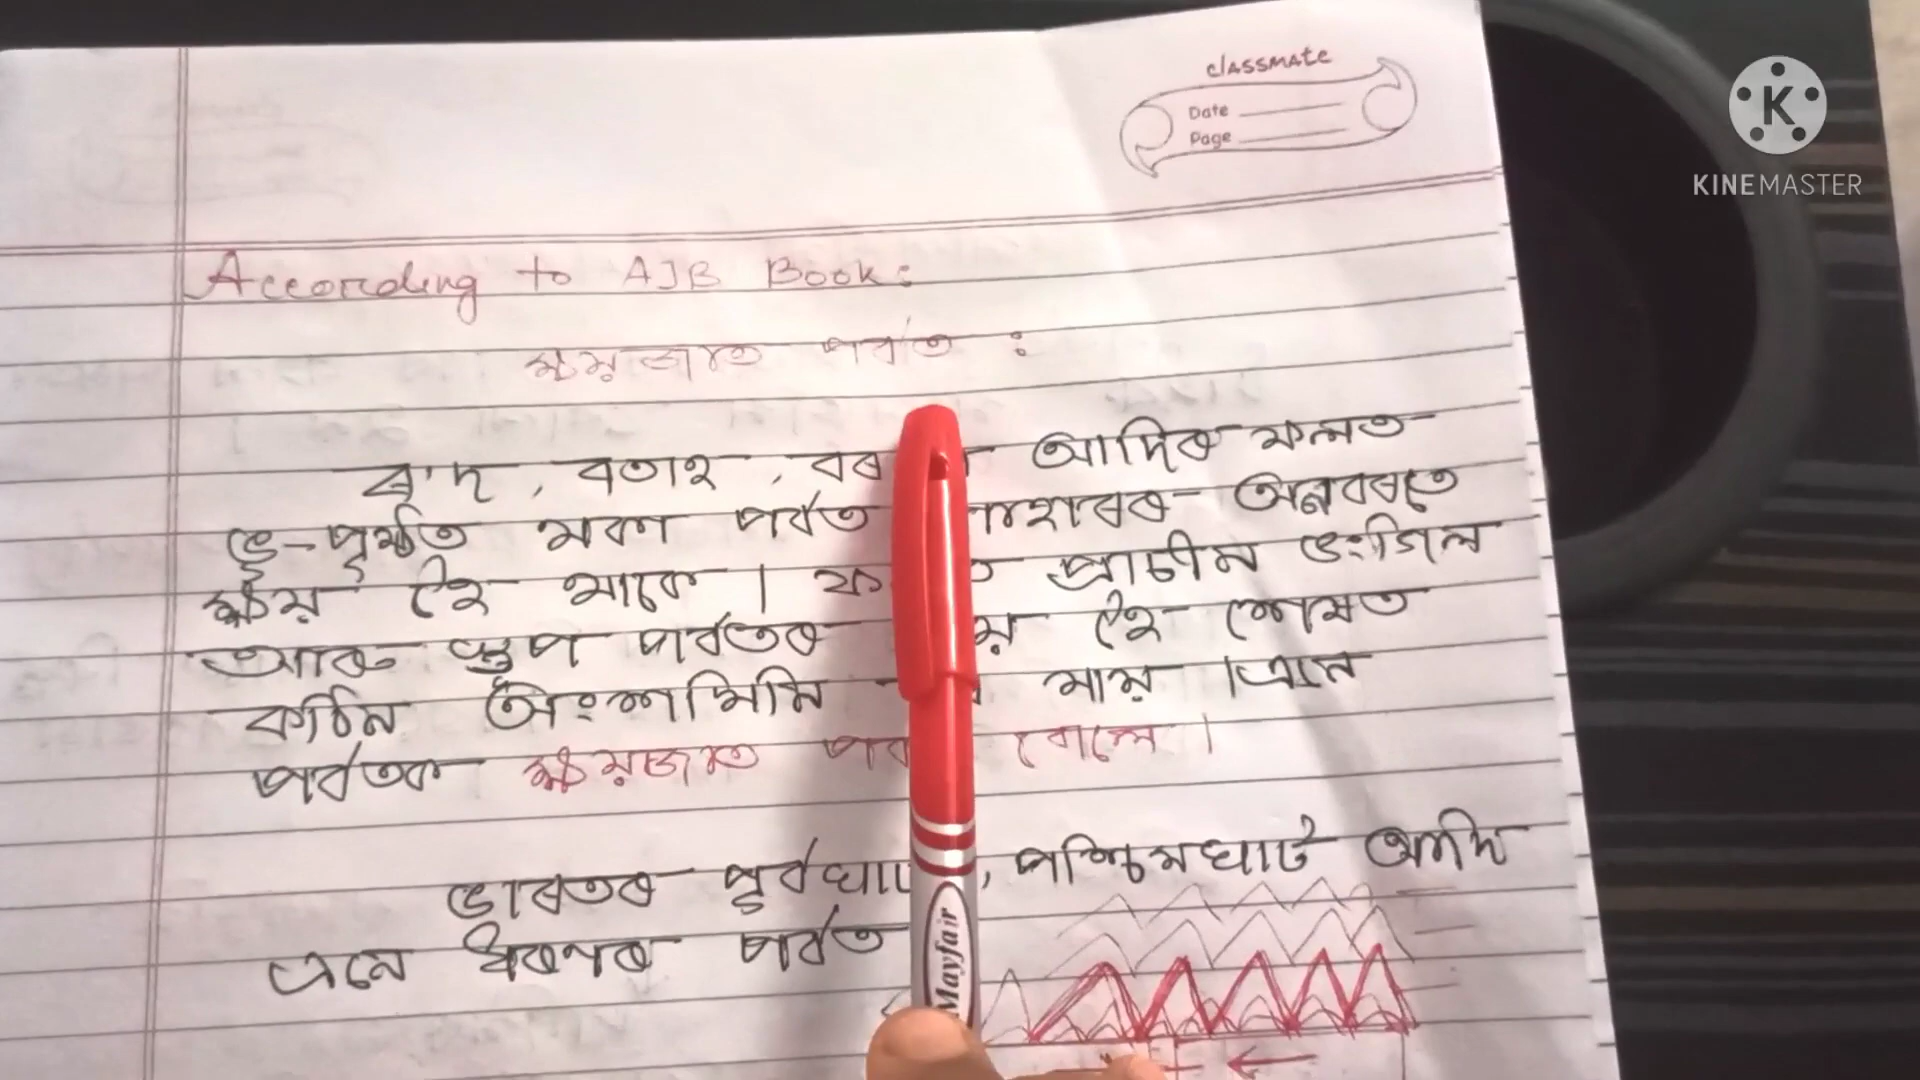 classmate
Date
Page
K
KINEMASTER
According to AJB Book:
ক্ষয়জাত পৰ্বত :
ৰ'দ, বতাহ, আদিৰ ফলত
ভূ-পৃষ্ঠত থকা পৰ্বত অনবৰতে
ক্ষয় হৈ থাকে। প্ৰাচীন ভংগিল
আৰু স্তূপ পৰ্বতৰ হৈ শেষত
কঠিন অংশখিনি যায়। এনে
পৰ্বতক ক্ষয়জাত বোলে।
ভাৰতৰ পূৰ্বঘাট, পশ্চিমঘাট আদি
এনে ধৰণৰ পৰ্বত
Mayfair